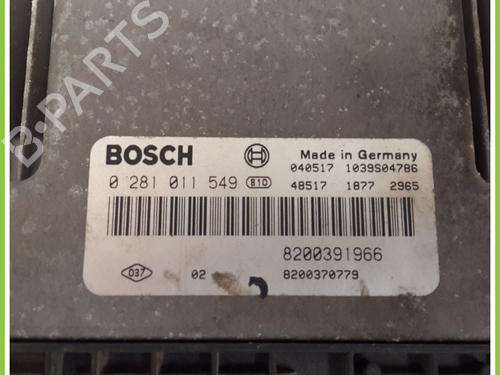 B-PARTS
BOSCH
Made in Germany
0 281 011 549 810
040517 1039S04786
48517 1877 2965
8200391966
037 02 8200370779